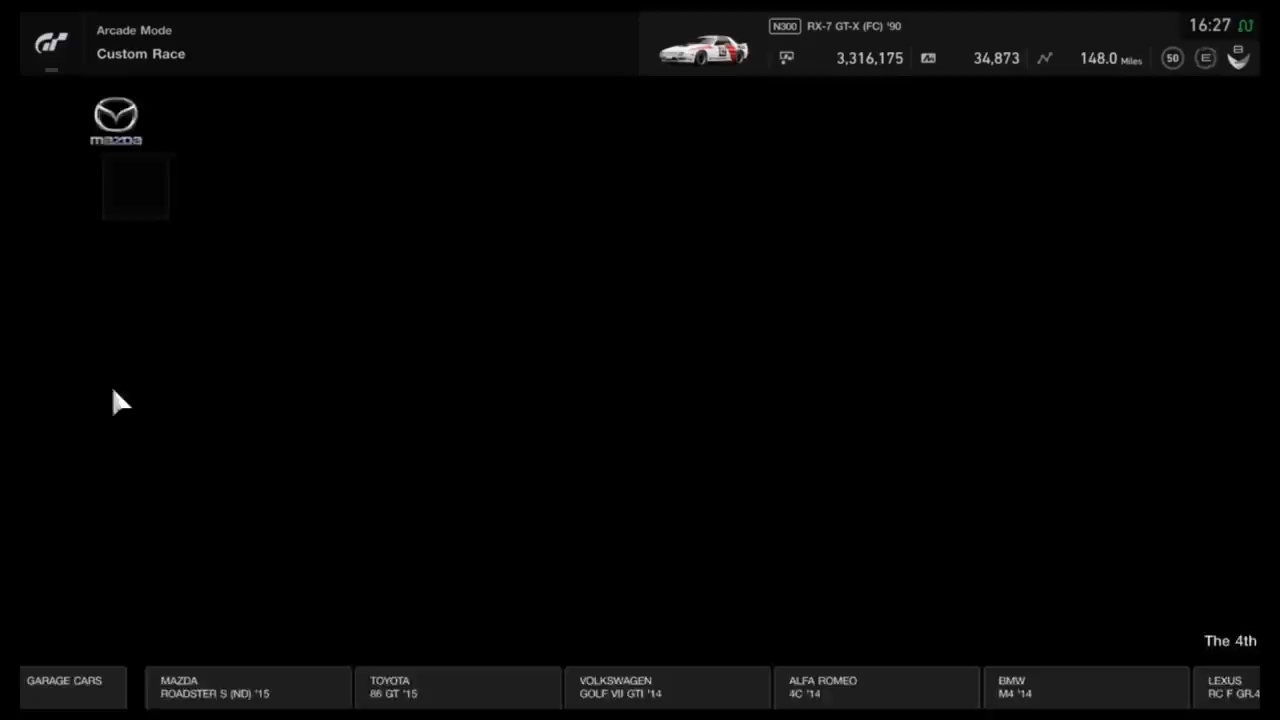 Arcade Mode
Custom Race
N300 RX-7 GT-X (FC) '90
16:27
3,316,175 34,873 148.0 Miles 50 E B
mazda
The 4th
GARAGE CARS
MAZDA
ROADSTER S (ND) '15
TOYOTA
86 GT '15
VOLKSWAGEN
GOLF VII GTI '14
ALFA ROMEO
4C '14
BMW
M4 '14
LEXUS
RC F GR.4